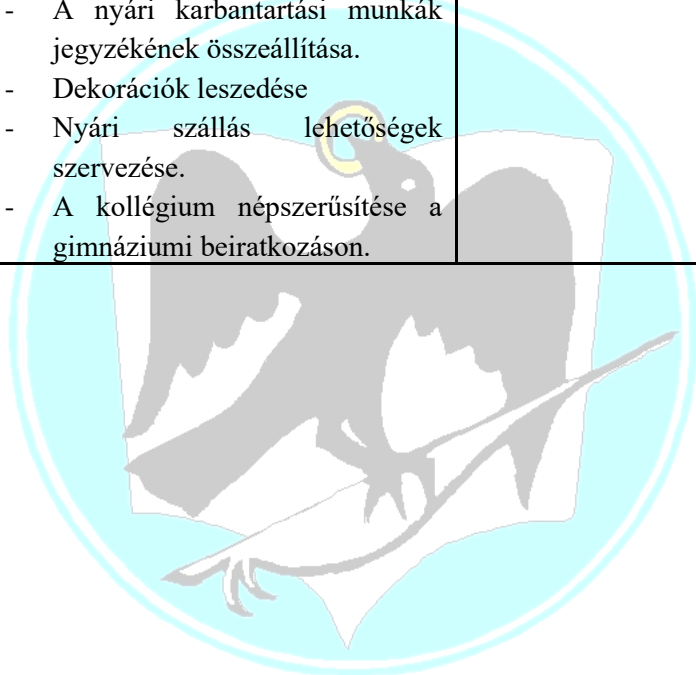 - A nyári karbantartási munkák
jegyzékének összeállítása.
- Dekorációk leszedése
- Nyári szállás lehetőségek
szervezése.
- A kollégium népszerűsítése a
gimnáziumi beiratkozáson.